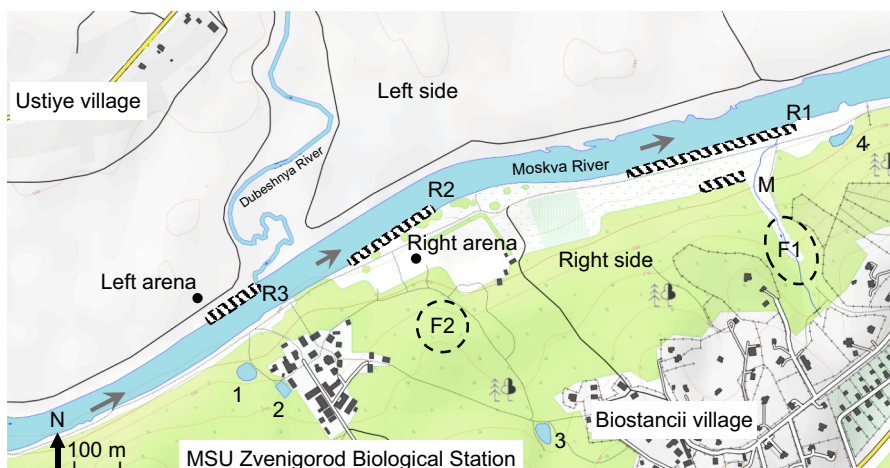 Ustiye village
Left side
Dubeshnya River
Moskva River
R1
4
R2
M
Right arena
Right side
F1
Left arena
R3
F2
1
2
3
Biostancii village
N
100 m
MSU Zvenigorod Biological Station